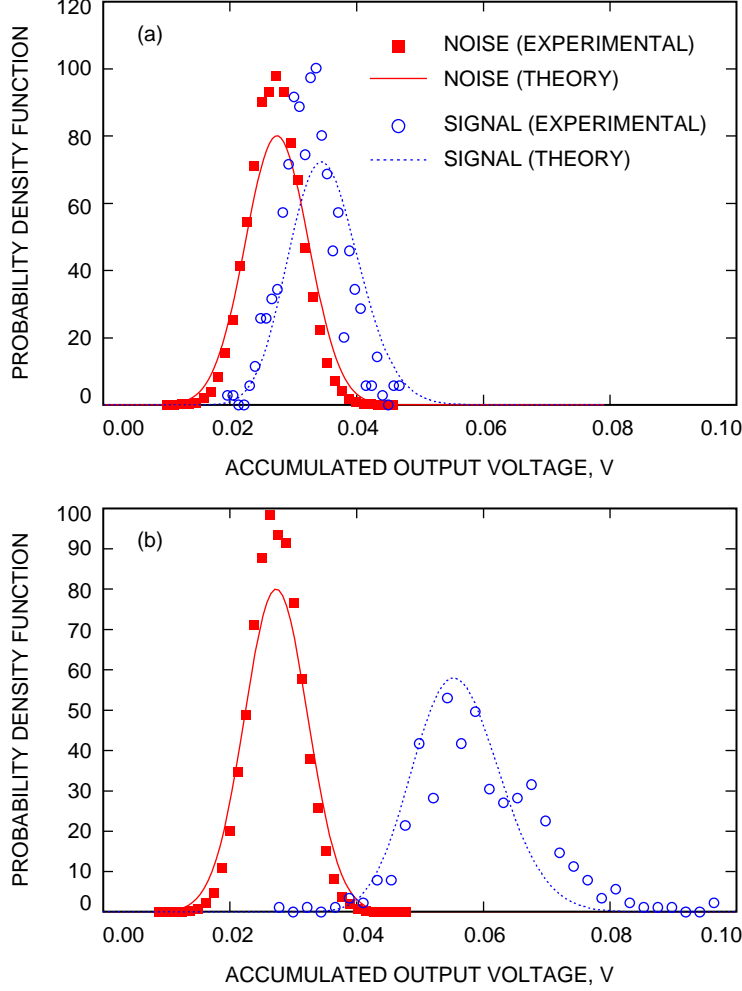 120
100
80
60
40
20
0
PROBABILITY DENSITY FUNCTION
(a)
NOISE (EXPERIMENTAL)
NOISE (THEORY)
SIGNAL (EXPERIMENTAL)
SIGNAL (THEORY)
0.00 0.02 0.04 0.06 0.08 0.10
ACCUMULATED OUTPUT VOLTAGE, V
100
90
80
70
60
50
40
30
20
10
0
PROBABILITY DENSITY FUNCTION
(b)
0.00 0.02 0.04 0.06 0.08 0.10
ACCUMULATED OUTPUT VOLTAGE, V